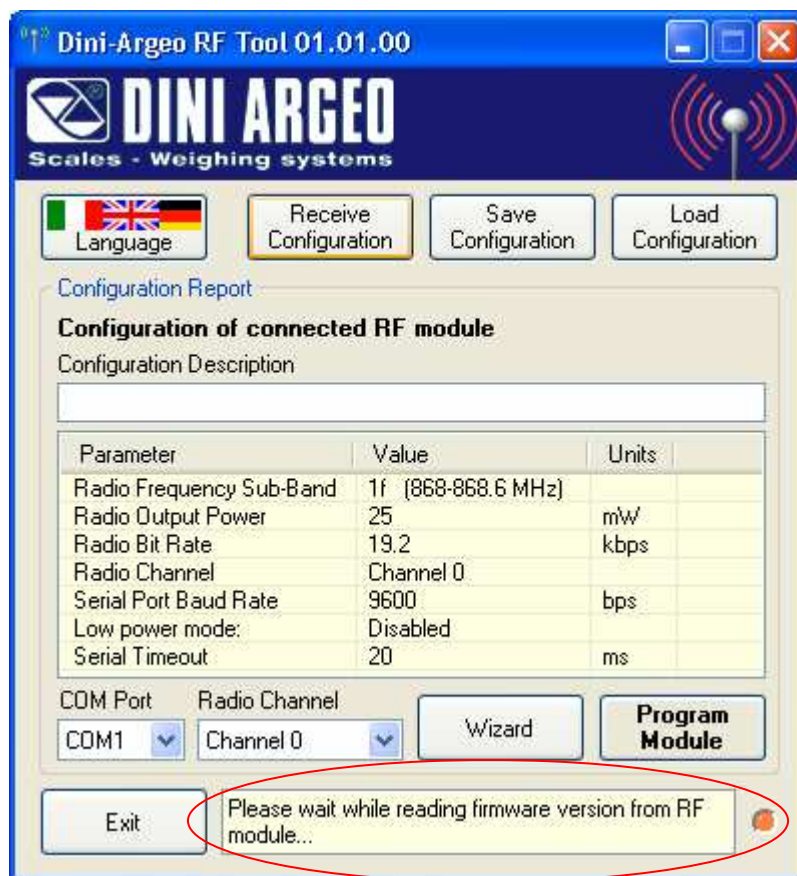 Dini-Argeo RF Tool 01.01.00
DINI ARGEO
Scales - Weighing systems
Language
Receive
Configuration
Save
Configuration
Load
Configuration
Configuration Report
Configuration of connected RF module
Configuration Description
Parameter Value Units
Radio Frequency Sub-Band 1f (868-868.6 MHz)
Radio Output Power 25 mW
Radio Bit Rate 19.2 kbps
Radio Channel Channel 0
Serial Port Baud Rate 9600 bps
Low power mode: Disabled
Serial Timeout 20 ms
COM Port Radio Channel
COM1 Channel 0
Wizard
Program
Module
Exit
Please wait while reading firmware version from RF
module...